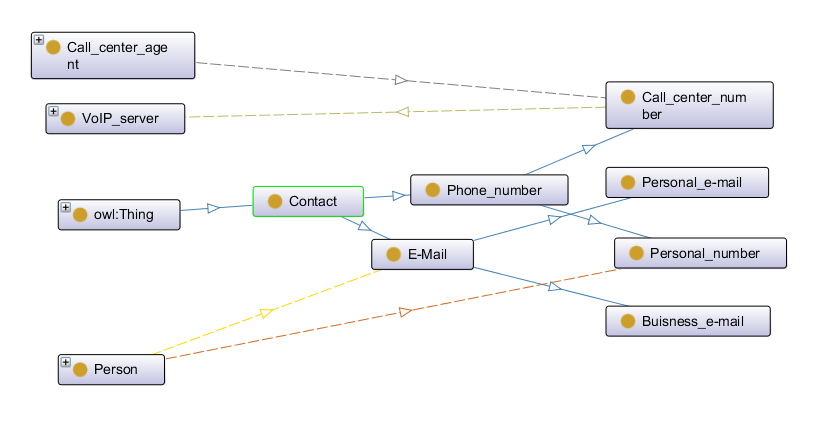 Call_center_age
nt
Call_center_num
ber
VoIP_server
Personal_e-mail
Phone_number
Contact
owl:Thing
E-Mail
Personal_number
Buisness_e-mail
Person